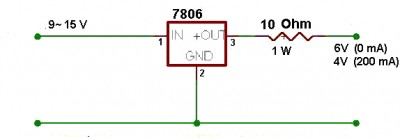 7806
10 Ohm
9~ 15 V
IN +OUT
1
3
GND
1 W
2
6V (0 mA)
4V (200 mA)